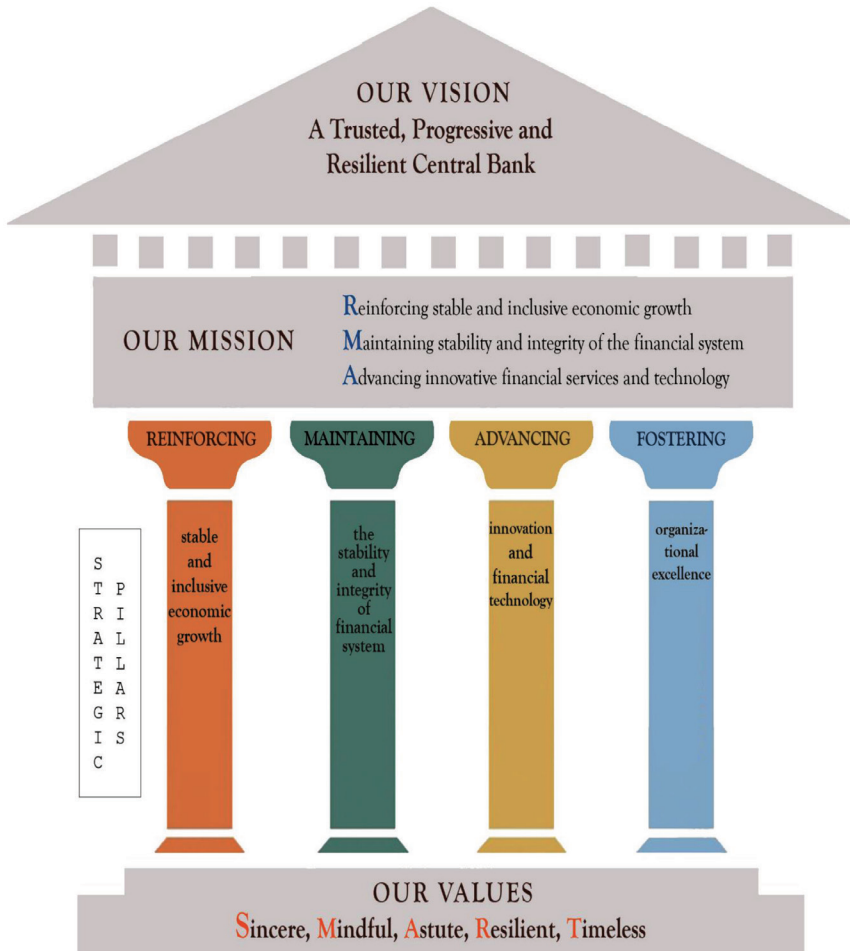 OUR VISION
A Trusted, Progressive and
Resilient Central Bank
OUR MISSION
Reinforcing stable and inclusive economic growth
Maintaining stability and integrity of the financial system
Advancing innovative financial services and technology
REINFORCING
stable
and
inclusive
economic
growth
MAINTAINING
the
stability
and
integrity
of
financial
system
ADVANCING
innovation
and
financial
technology
FOSTERING
organiza-
tional
excellence
STRATEGIC
PILLARS
OUR VALUES
Sincere, Mindful, Astute, Resilient, Timeless